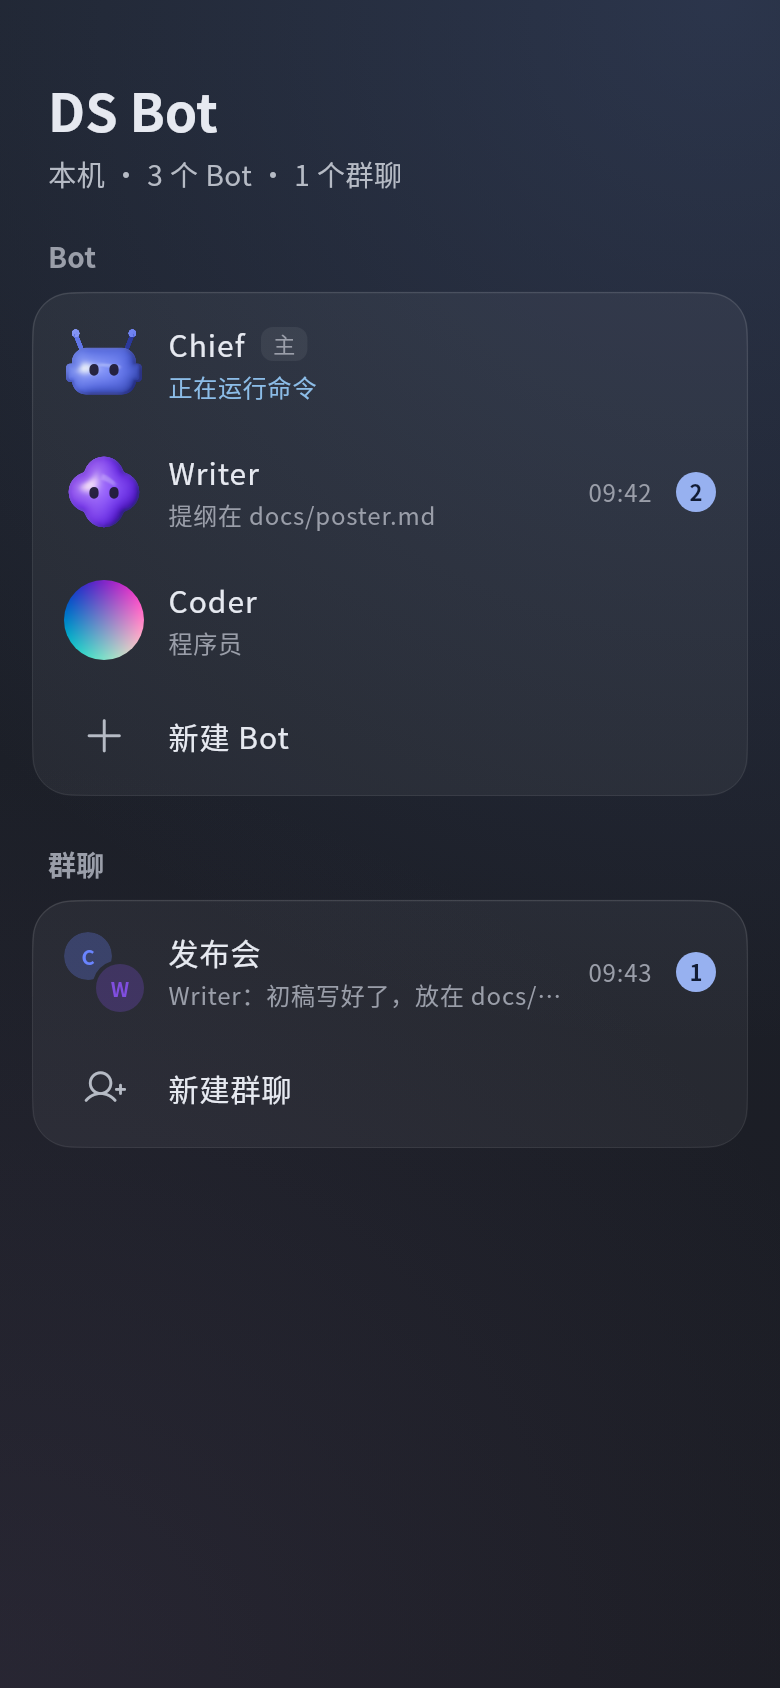 DS Bot
本机 · 3 个 Bot · 1 个群聊
Bot
Chief 主
正在运行命令
Writer
提纲在 docs/poster.md
09:42 2
Coder
程序员
新建 Bot
群聊
C
W
发布会
Writer：初稿写好了，放在 docs/…
09:43 1
新建群聊